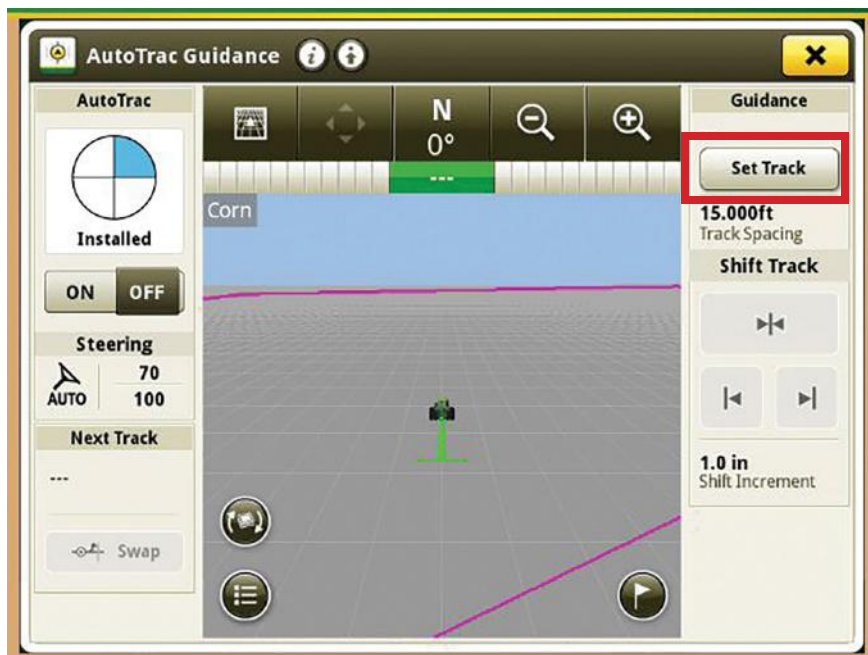 AutoTrac Guidance
AutoTrac
Installed
ON OFF
Steering
AUTO
70
100
Next Track
---
Swap
N
0°
---
Corn
Guidance
Set Track
15.000ft
Track Spacing
Shift Track
1.0 in
Shift Increment